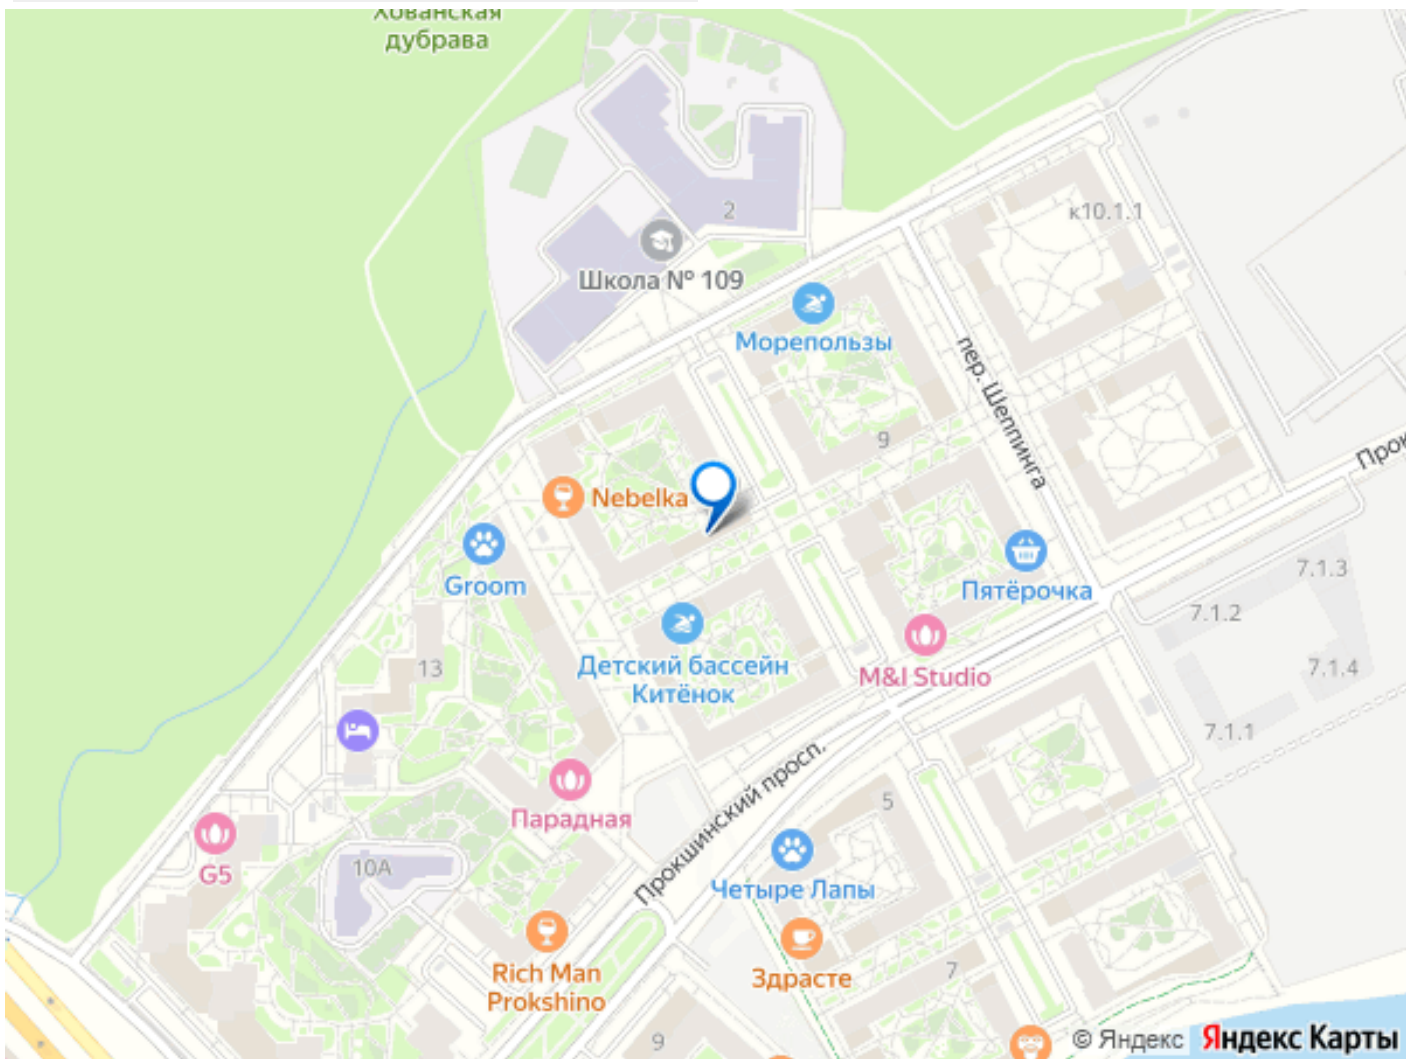 Хованская
дубрава
2
к10.1.1
Школа № 109
Морепользы
пер. Шеппинга
9
Прок
Nebelka
Groom
Пятёрочка
7.1.3
7.1.2
Детский бассейн
Китёнок
M&I Studio
7.1.4
13
7.1.1
Парадная
Прокшинский просп.
5
G5
10А
Четыре Лапы
Rich Man
Prokshino
Здрасте
7
9
© Яндекс Яндекс Карты